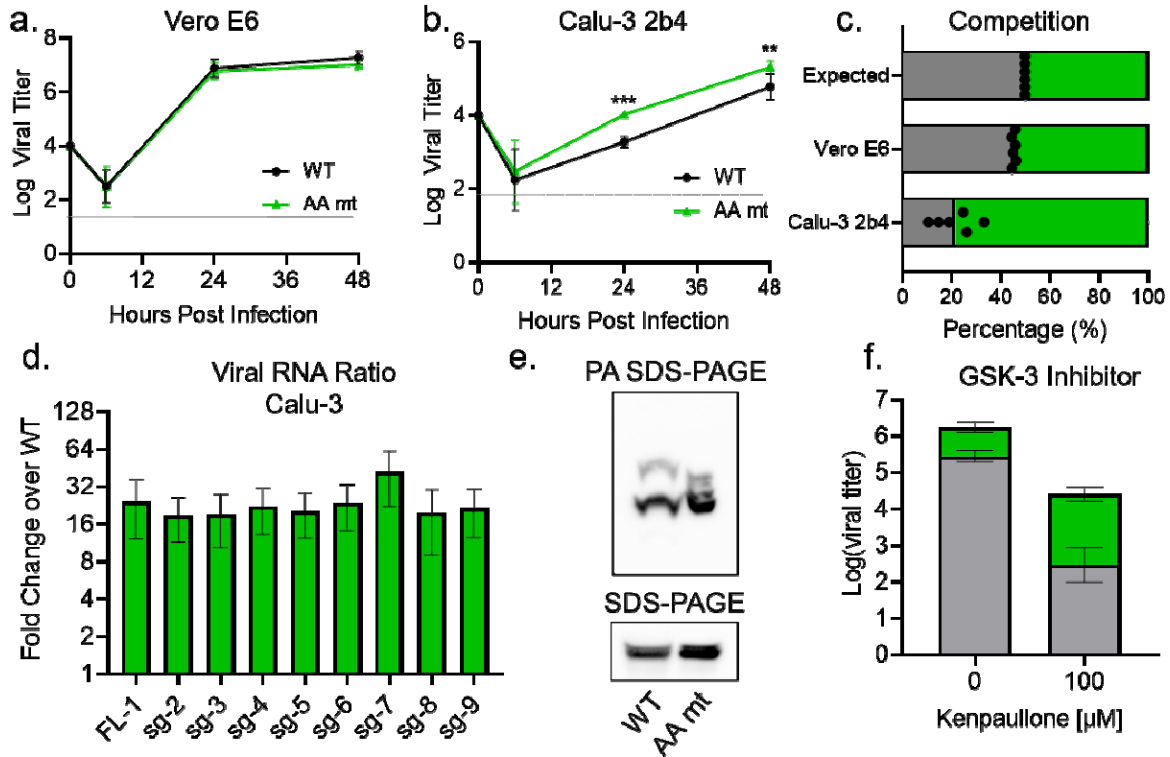 a.
Vero E6
Log Viral Titer
8
6
4
2
0
0 12 24 36 48
WT
AA mt
Hours Post Infection
b.
Calu-3 2b4
Log Viral Titer
6
4
2
0
0 12 24 36 48
***
**
WT
AA mt
Hours Post Infection
c.
Competition
Expected
Vero E6
Calu-3 2b4
0 20 40 60 80 100
Percentage (%)
d.
Viral RNA Ratio
Calu-3
Fold Change over WT
128
64
32
16
8
4
2
1
FL-1 sg-2 sg-3 sg-4 sg-5 sg-6 sg-7 sg-8 sg-9
e.
PA SDS-PAGE
SDS-PAGE
WT AA mt
f.
GSK-3 Inhibitor
Log(viral titer)
7
6
5
4
3
2
1
0
0 100
Kenpaullone [µM]